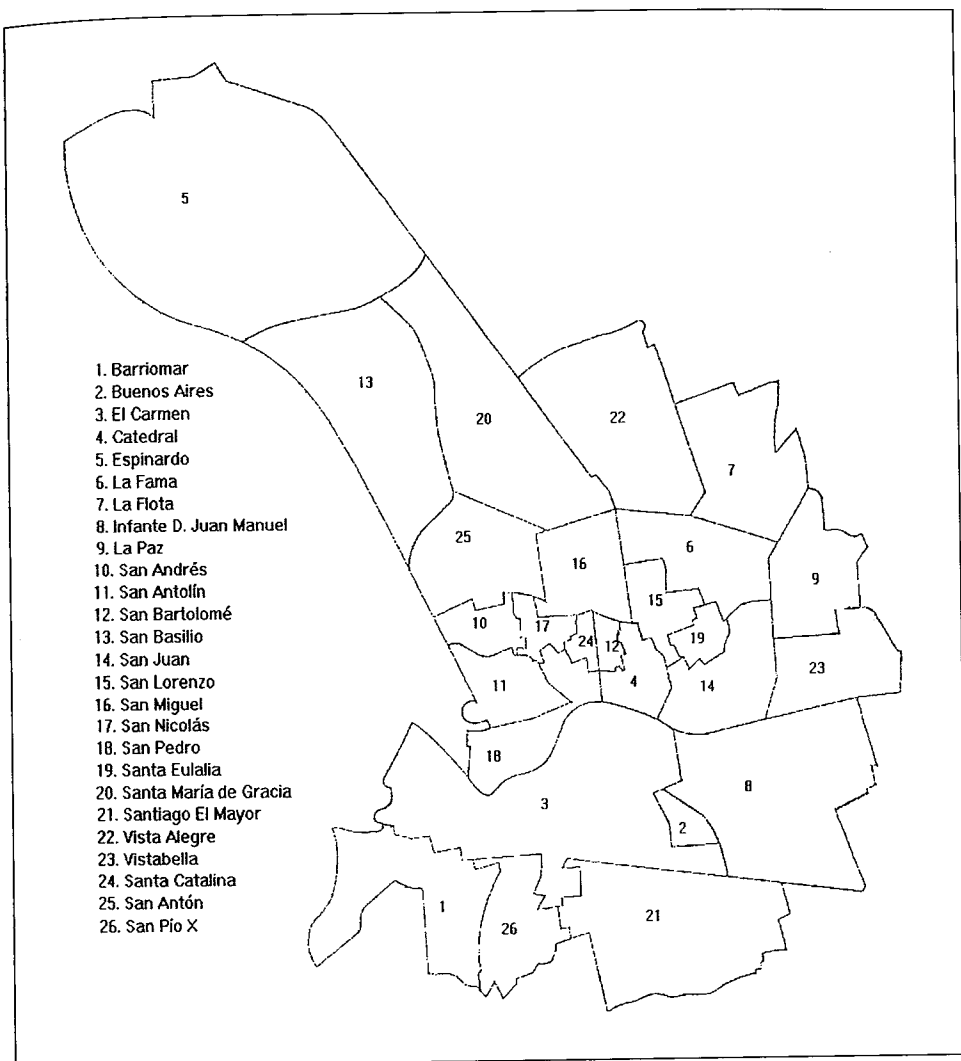 5
13
20
22
7
25
16
6
9
15
10
17
24
12
19
11
4
14
23
18
3
8
2
1
26
21
1. Barriomar
2. Buenos Aires
3. El Carmen
4. Catedral
5. Espinardo
6. La Fama
7. La Flota
8. Infante D. Juan Manuel
9. La Paz
10. San Andrés
11. San Antolín
12. San Bartolomé
13. San Basilio
14. San Juan
15. San Lorenzo
16. San Miguel
17. San Nicolás
18. San Pedro
19. Santa Eulalia
20. Santa María de Gracia
21. Santiago El Mayor
22. Vista Alegre
23. Vistabella
24. Santa Catalina
25. San Antón
26. San Pío X